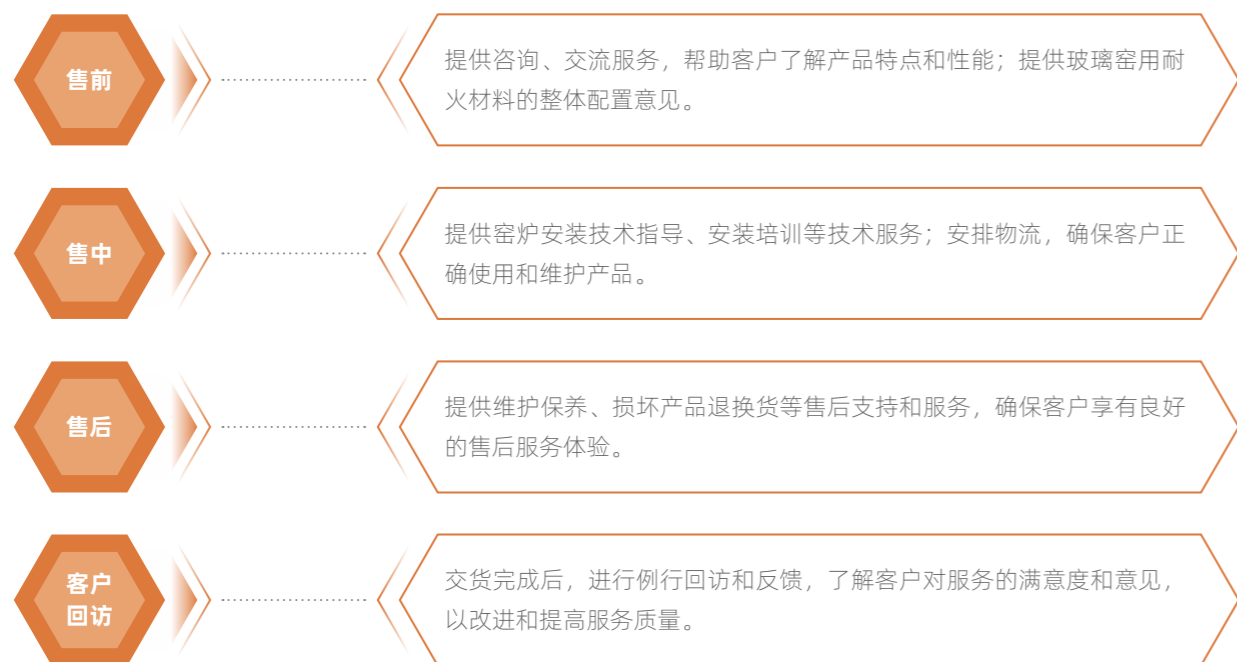 售前
提供咨询、交流服务，帮助客户了解产品特点和性能；提供玻璃窑用耐
火材料的整体配置意见。
售中
提供窑炉安装技术指导、安装培训等技术服务；安排物流，确保客户正
确使用和维护产品。
售后
提供维护保养、损坏产品退换货等售后支持和服务，确保客户享有良好
的售后服务体验。
客户
回访
交货完成后，进行例行回访和反馈，了解客户对服务的满意度和意见，
以改进和提高服务质量。